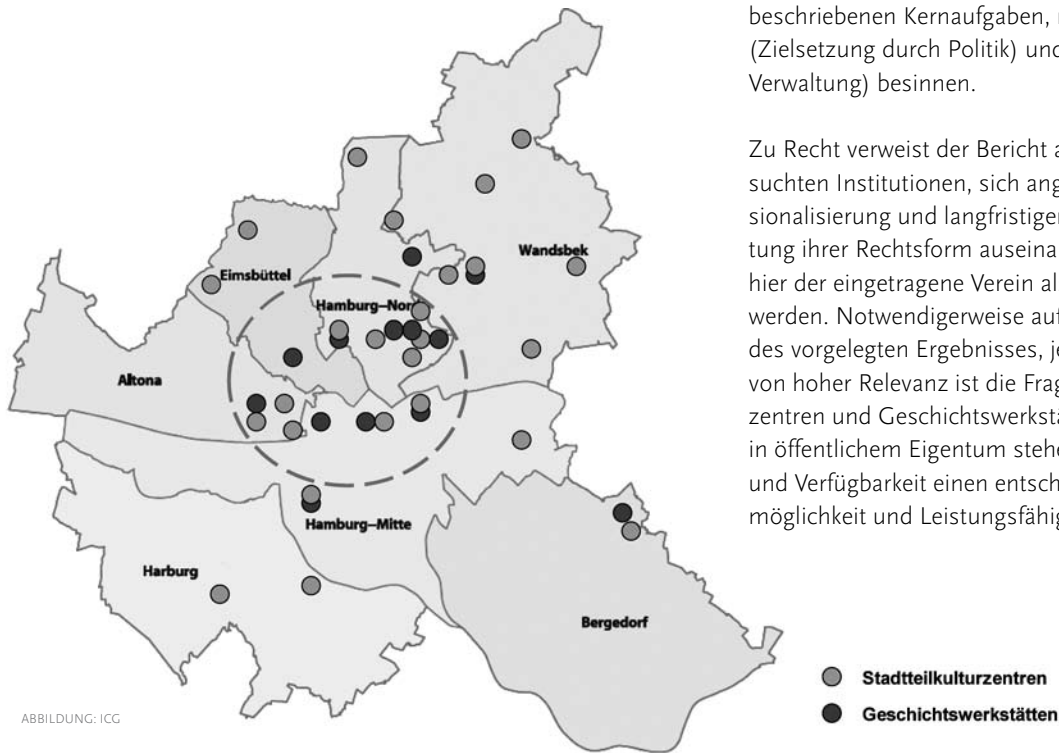 beschriebenen Kernaufgaben,
(Zielsetzung durch Politik) und
Verwaltung) besinnen.
Zu Recht verweist der Bericht a
suchten Institutionen, sich ang
sionalisierung und langfristiger
tung ihrer Rechtsform auseina
hier der eingetragene Verein al
werden. Notwendigerweise auf
des vorgelegten Ergebnisses, je
von hoher Relevanz ist die Frag
zentren und Geschichtswerkstä
in öffentlichem Eigentum stehe
und Verfügbarkeit einen entsch
möglichkeit und Leistungsfähig
Wandsbek
Eimsbüttel
Hamburg–Nord
Altona
Hamburg–Mitte
Harburg
Bergedorf
Stadtteilkulturzentren
Geschichtswerkstätten
ABBILDUNG: ICG